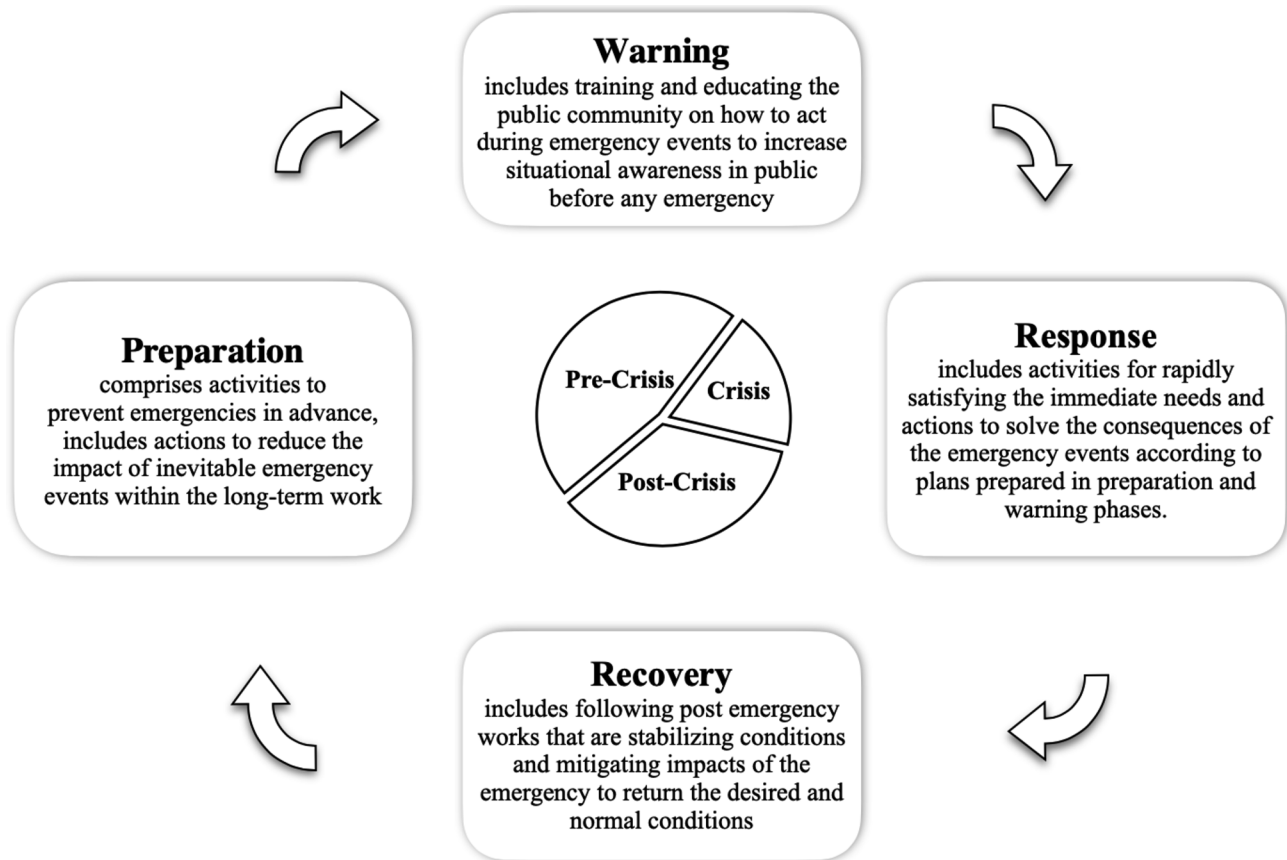 Warning
includes training and educating the
public community on how to act
during emergency events to increase
situational awareness in public
before any emergency
Preparation
comprises activities to
prevent emergencies in advance,
includes actions to reduce the
impact of inevitable emergency
events within the long-term work
Pre-Crisis
Crisis
Post-Crisis
Response
includes activities for rapidly
satisfying the immediate needs and
actions to solve the consequences of
the emergency events according to
plans prepared in preparation and
warning phases.
Recovery
includes following post emergency
works that are stabilizing conditions
and mitigating impacts of the
emergency to return the desired and
normal conditions